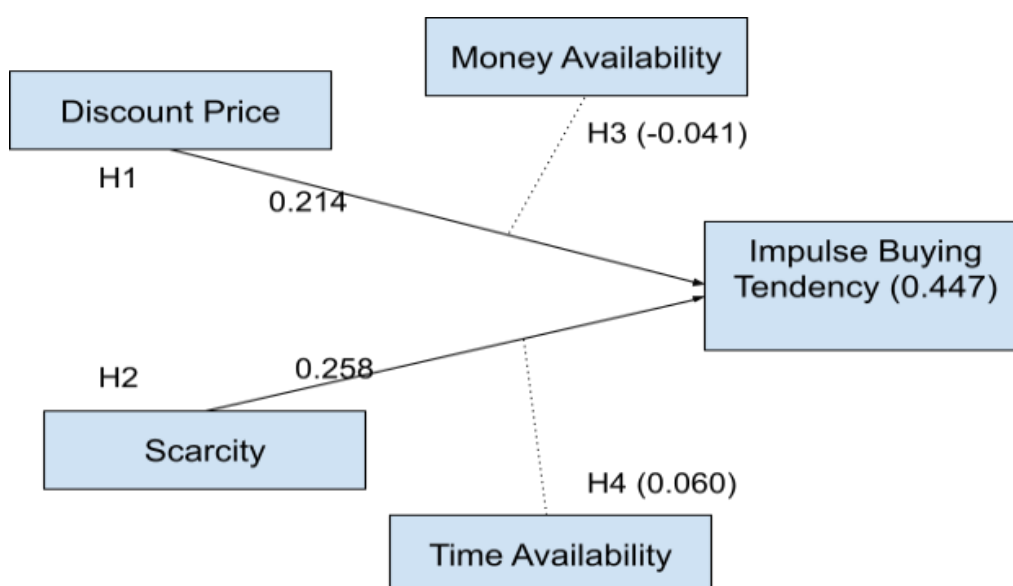 Money Availability
Discount Price
H3 (-0.041)
H1
0.214
Impulse Buying
Tendency (0.447)
0.258
H2
Scarcity
H4 (0.060)
Time Availability